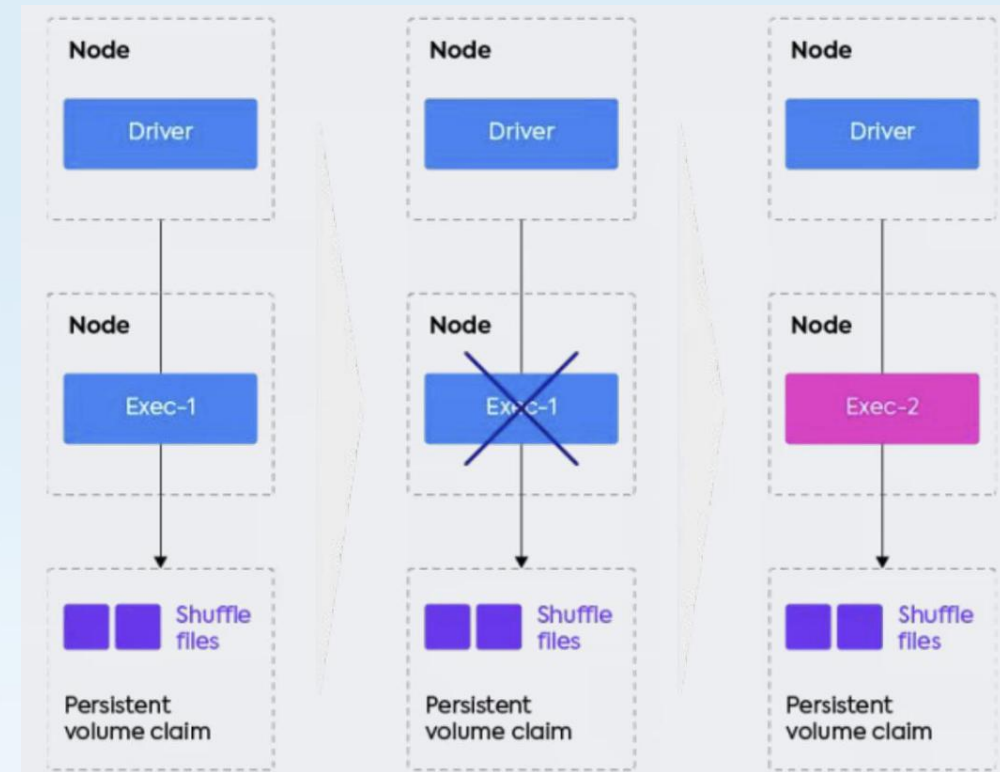 Node
Driver
Node
Exec-1
Shuffle
files
Persistent
volume claim
Node
Driver
Node
Exec-1
Shuffle
files
Persistent
volume claim
Node
Driver
Node
Exec-2
Shuffle
files
Persistent
volume claim